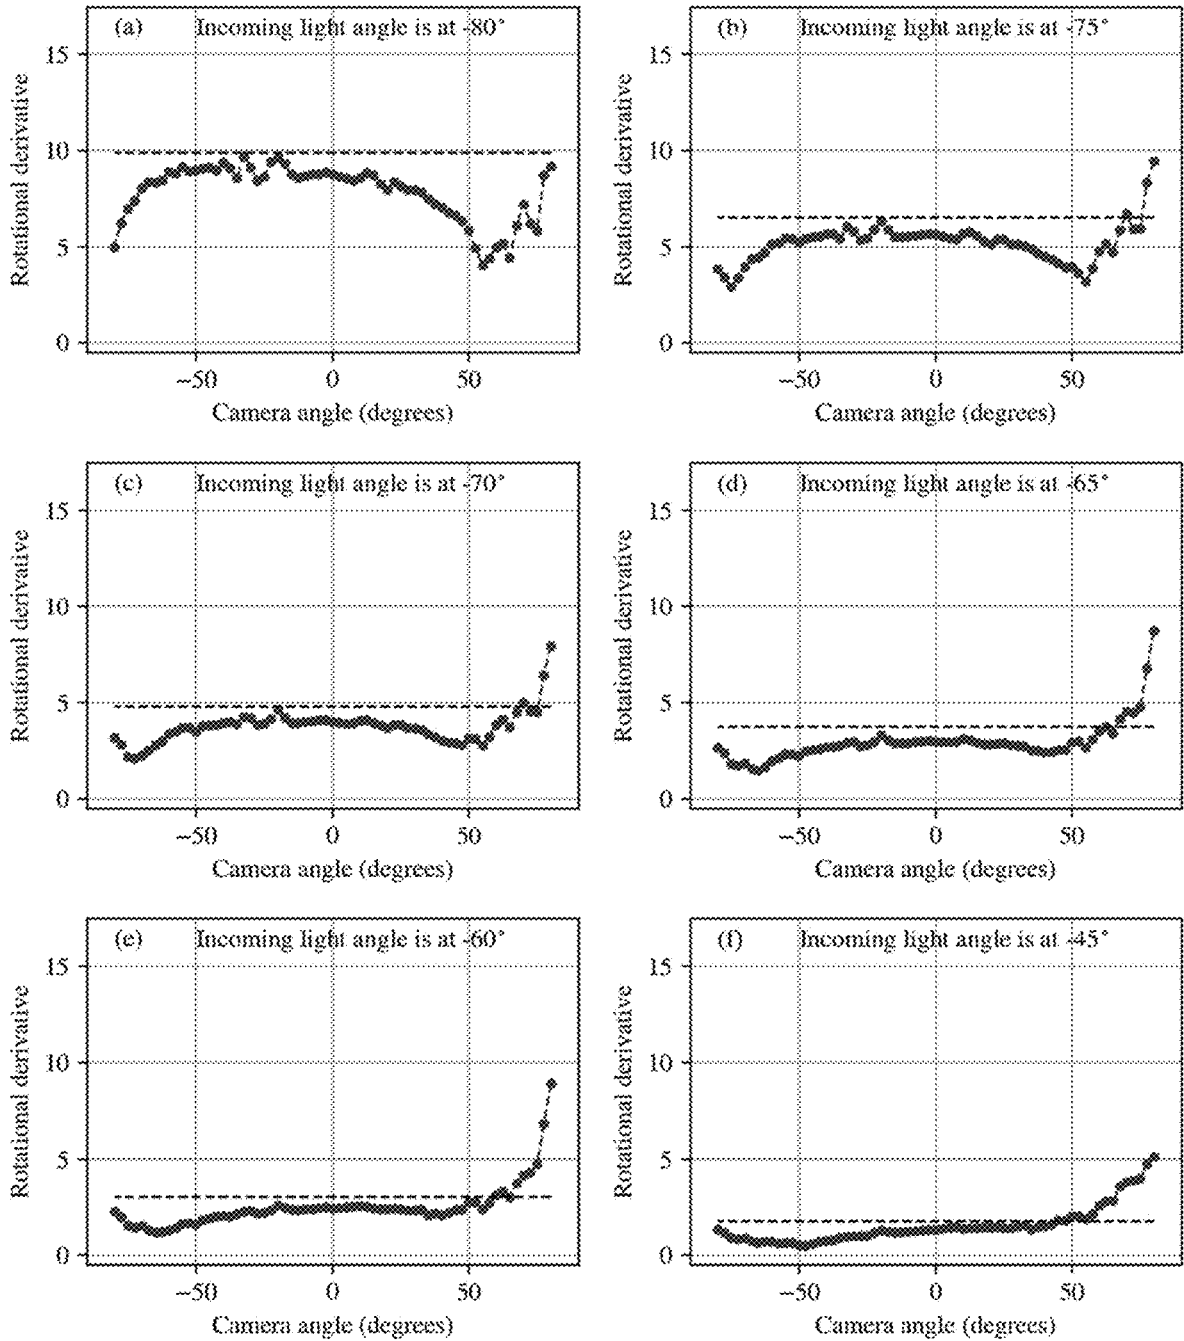 (a) Incoming light angle is at -80°
15
10
5
0
Rotational derivative
−50 0 50
Camera angle (degrees)
(b) Incoming light angle is at -75°
15
10
5
0
Rotational derivative
−50 0 50
Camera angle (degrees)
(c) Incoming light angle is at -70°
15
10
5
0
Rotational derivative
−50 0 50
Camera angle (degrees)
(d) Incoming light angle is at -65°
15
10
5
0
Rotational derivative
−50 0 50
Camera angle (degrees)
(e) Incoming light angle is at -60°
15
10
5
0
Rotational derivative
−50 0 50
Camera angle (degrees)
(f) Incoming light angle is at -45°
15
10
5
0
Rotational derivative
−50 0 50
Camera angle (degrees)